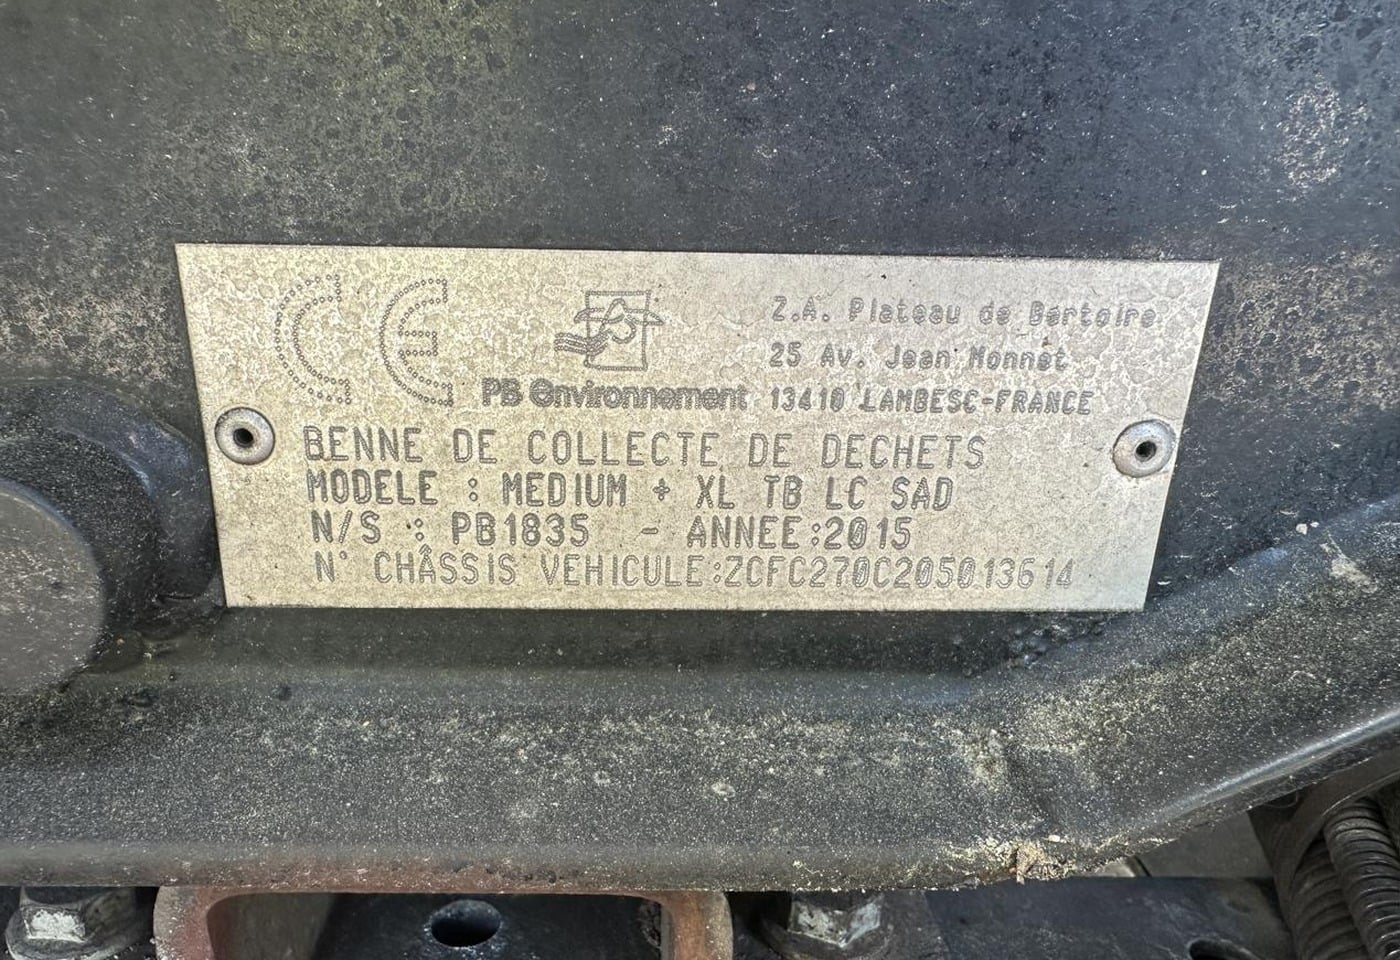 CE
PB Environnement
Z.A. Plateau de Bertoire
25 Av. Jean Monnet
13410 LAMBESC-FRANCE
BENNE DE COLLECTE DE DECHETS
MODELE : MEDIUM + XL TB LC SAD
N/S : PB1835 - ANNEE:2015
N° CHÂSSIS VEHICULE:ZCFC270C205013614